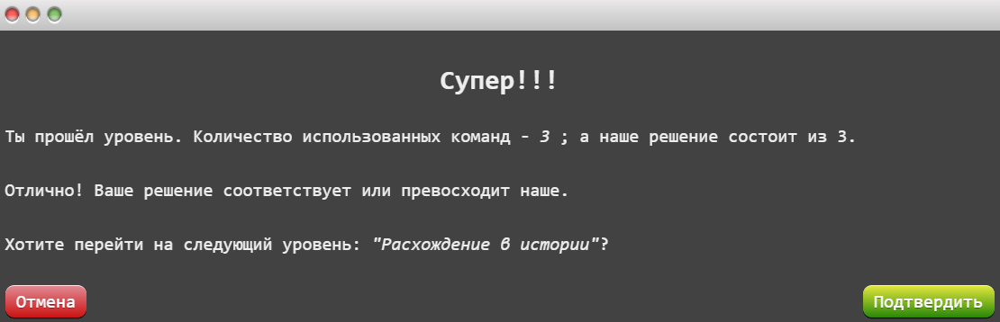 Супер!!!
Ты прошёл уровень. Количество использованных команд - 3 ; а наше решение состоит из 3.
Отлично! Ваше решение соответствует или превосходит наше.
Хотите перейти на следующий уровень: "Расхождение в истории"?
Отмена
Подтвердить